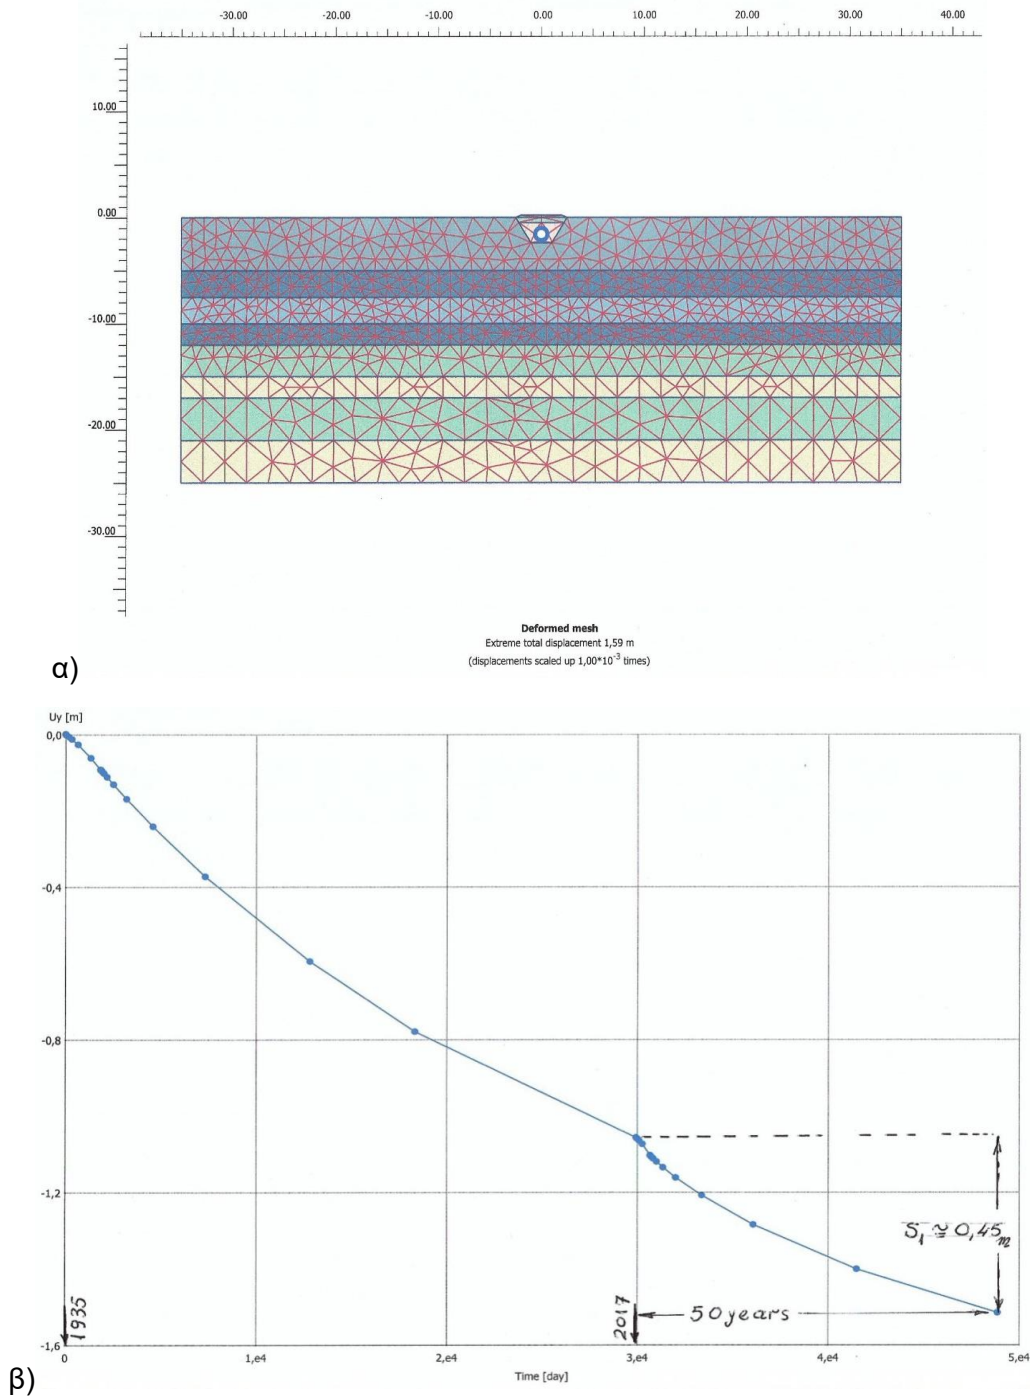 -30.00 -20.00 -10.00 0.00 10.00 20.00 30.00 40.00
10.00
0.00
-10.00
-20.00
-30.00
Deformed mesh
Extreme total displacement 1,59 m
(displacements scaled up 1,00*10-3 times)
α)
Uy [m]
0,0
-0,4
-0,8
-1,2
S1 ≅ 0,45m
1935
2017
50 years
-1,6
0 1,e4 2,e4 3,e4 4,e4 5,e4
Time [day]
β)